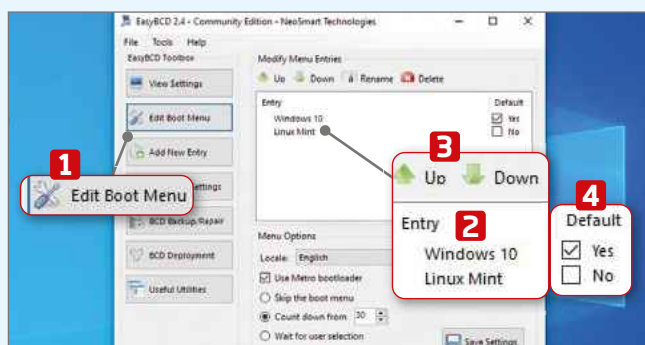 EasyBCD 2.4 - Community Edition - NeoSmart Technologies
File Tools Help
EasyBCD Toolbox
View Settings
Edit Boot Menu
Add New Entry
ettings
BCD Backup/Repair
BCD Deployment
Useful Utilities
Modify Menu Entries
Up Down Rename Delete
Entry Default
Windows 10 Yes
Linux Mint No
Menu Options
Locale: English
Use Metro bootloader
Skip the boot menu
Count down from 30
Wait for user selection
Save Settings
1
Edit Boot Menu
3
Up Down
Entry 2
Windows 10
Linux Mint
4
Default
Yes
No